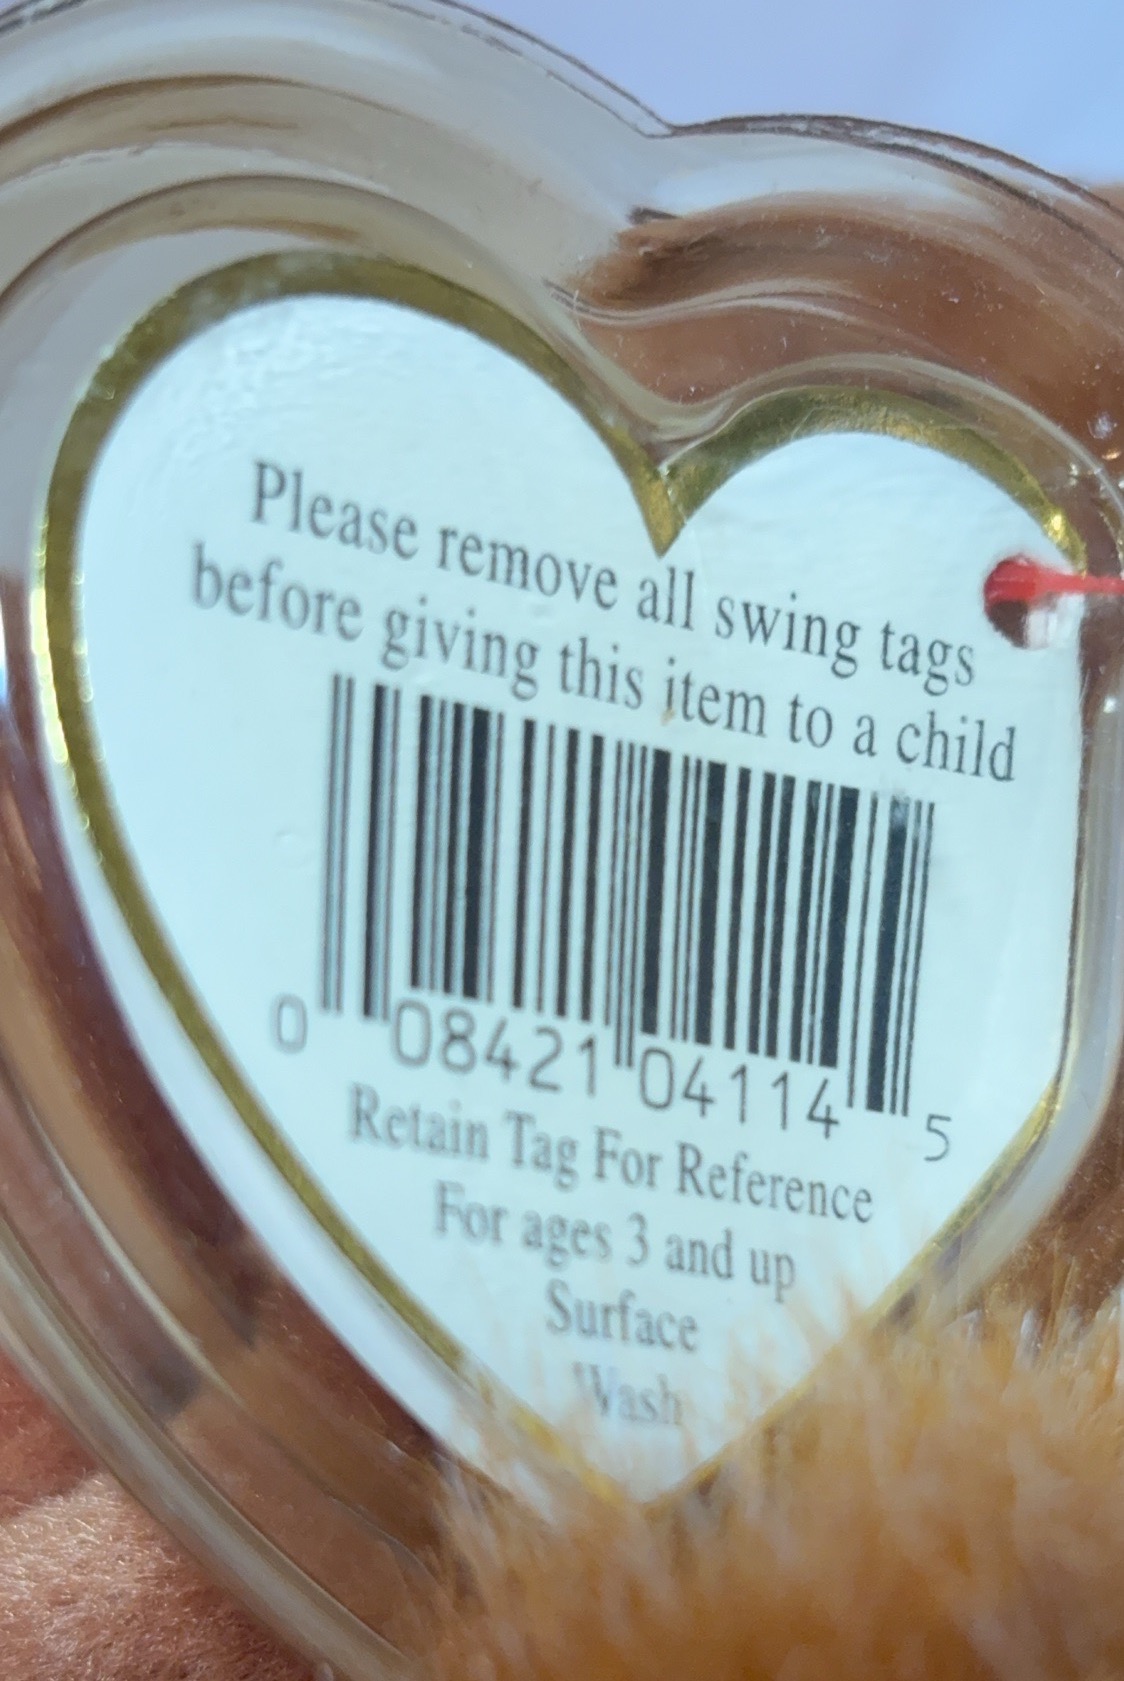 Please remove all swing tags
before giving this item to a child
0 08421 04114 5
Retain Tag For Reference
For ages 3 and up
Surface
Wash